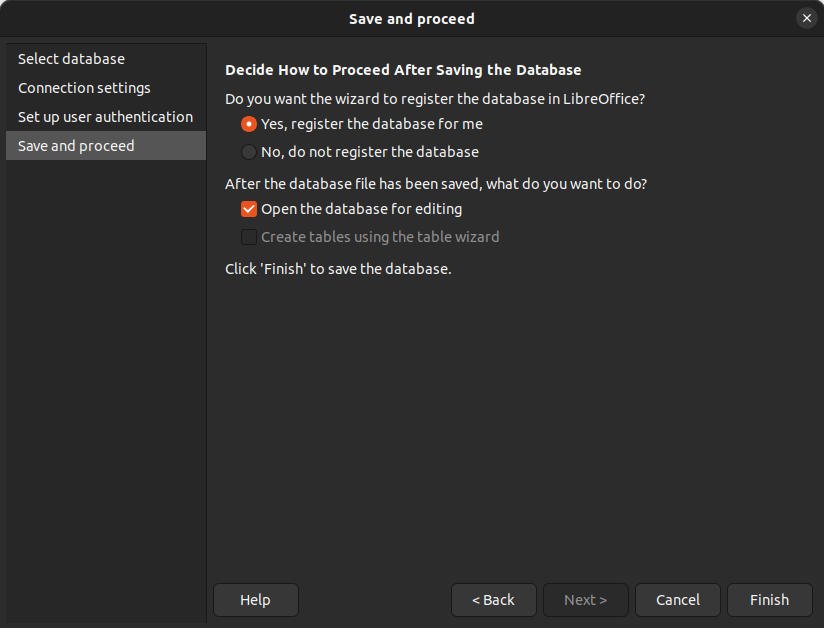 Save and proceed
Select database
Connection settings
Set up user authentication
Save and proceed
Decide How to Proceed After Saving the Database
Do you want the wizard to register the database in LibreOffice?
Yes, register the database for me
No, do not register the database
After the database file has been saved, what do you want to do?
Open the database for editing
Create tables using the table wizard
Click 'Finish' to save the database.
Help
< Back
Next >
Cancel
Finish